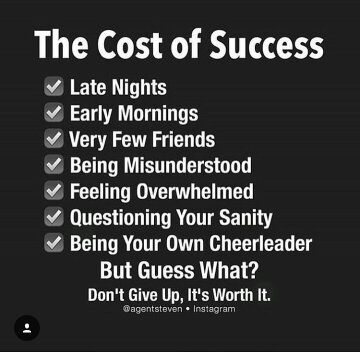 The Cost of Success
Late Nights
Early Mornings
Very Few Friends
Being Misunderstood
Feeling Overwhelmed
Questioning Your Sanity
Being Your Own Cheerleader
But Guess What?
Don't Give Up, It's Worth It.
@agentsteven • Instagram